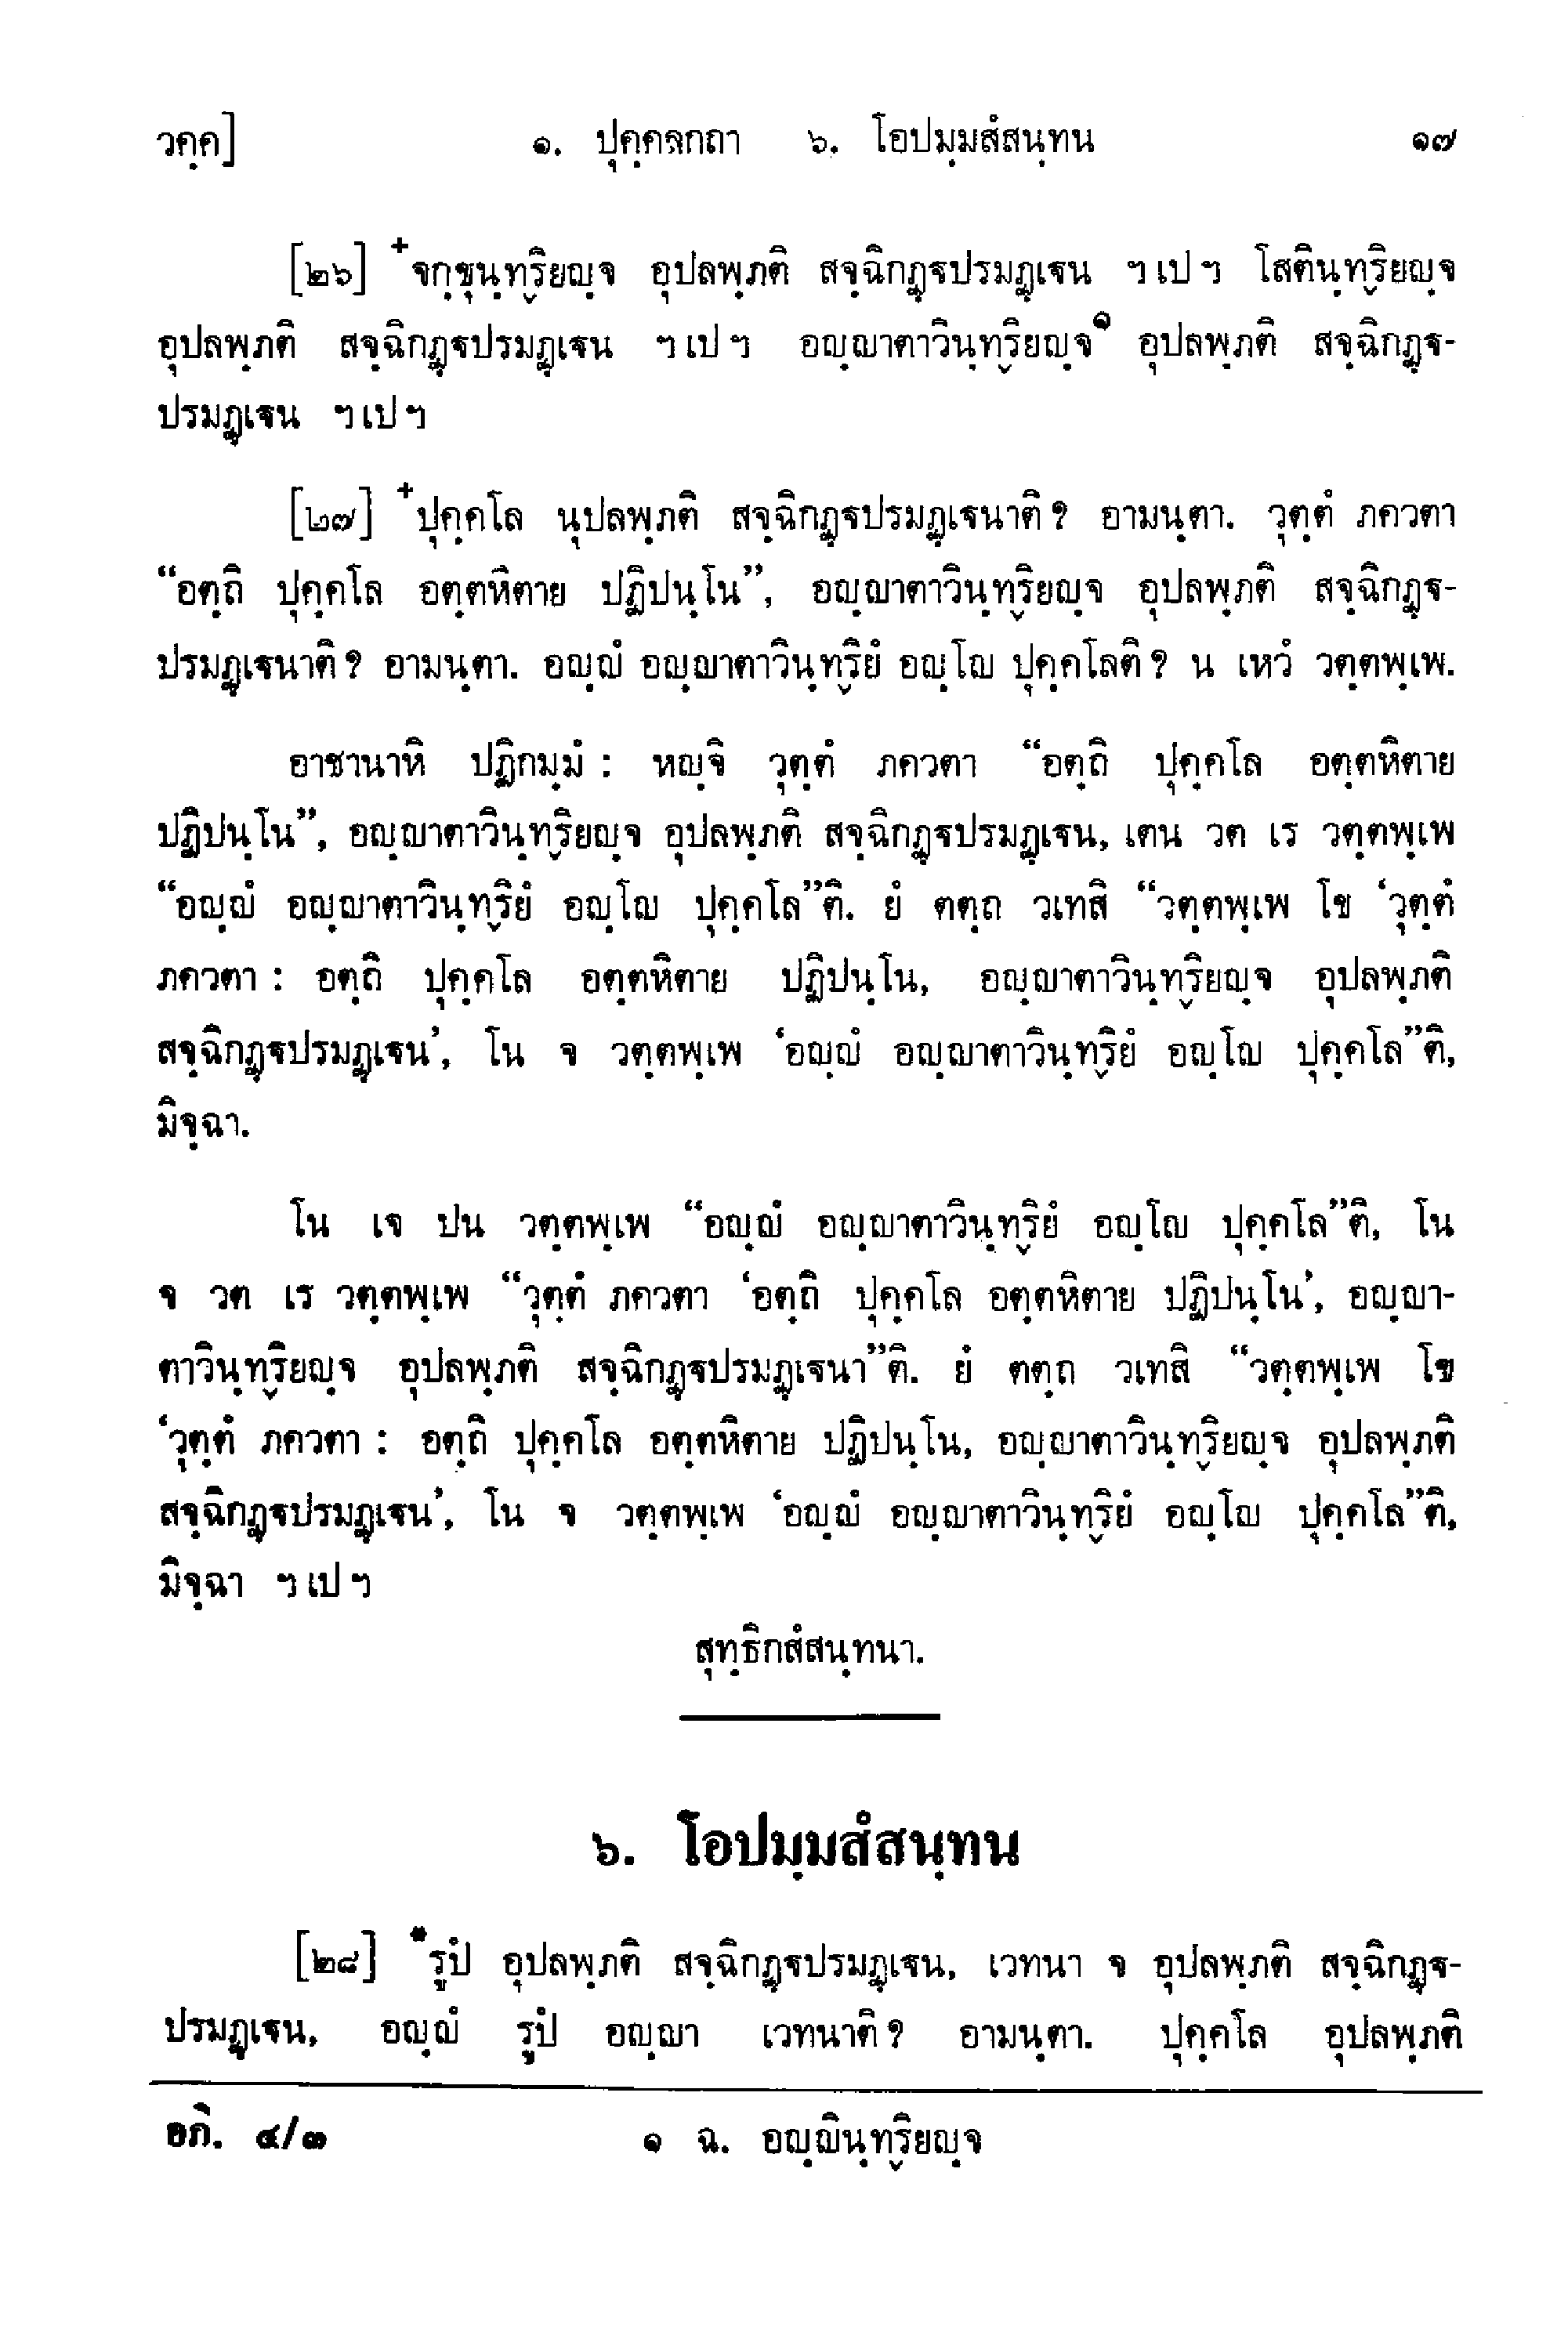 วคฺค] ๑. ปุคฺคลกถา ๖. โอปมฺมสํสนฺทน ๑๗
[๒๖] +จกฺขุนฺทฺริยญฺจ อุปลพฺภติ สจฺฉิกฏฺฐปรมฏฺเฐน ฯ เป ฯ โสตินฺทฺริยญฺจ
อุปลพฺภติ สจฺฉิกฏฺฐปรมฏฺเฐน ฯ เป ฯ อญฺญาตาวินฺทฺริยญฺจ๑ อุปลพฺภติ สจฺฉิกฏฺฐ-
ปรมฏฺเฐน ฯ เป ฯ
[๒๗] +ปุคฺคโล นุปลพฺภติ สจฺฉิกฏฺฐปรมฏฺเฐนาติ? อามนฺตา. วุตฺตํ ภควตา
“อตฺถิ ปุคฺคโล อตฺตหิตาย ปฏิปนฺโน”, อญฺญาตาวินฺทฺริยญฺจ อุปลพฺภติ สจฺฉิกฏฺฐ-
ปรมฏฺเฐนาติ? อามนฺตา. อญฺญํ อญฺญาตาวินฺทฺริยํ อญฺโญ ปุคฺคโลติ? น เหวํ วตฺตพฺเพ.
อาชานาหิ ปฏิกมฺมํ : หญฺจิ วุตฺตํ ภควตา “อตฺถิ ปุคฺคโล อตฺตหิตาย
ปฏิปนฺโน”, อญฺญาตาวินฺทฺริยญฺจ อุปลพฺภติ สจฺฉิกฏฺฐปรมฏฺเฐน, เตน วต เร วตฺตพฺเพ
“อญฺญํ อญฺญาตาวินฺทฺริยํ อญฺโญ ปุคฺคโล”ติ. ยํ ตตฺถ วเทสิ “วตฺตพฺเพ โข ‘วุตฺตํ
ภควตา : อตฺถิ ปุคฺคโล อตฺตหิตาย ปฏิปนฺโน, อญฺญาตาวินฺทฺริยญฺจ อุปลพฺภติ
สจฺฉิกฏฺฐปรมฏฺเฐน’, โน จ วตฺตพฺเพ ‘อญฺญํ อญฺญาตาวินฺทฺริยํ อญฺโญ ปุคฺคโล”ติ,
มิจฺฉา.
โน เจ ปน วตฺตพฺเพ “อญฺญํ อญฺญาตาวินฺทฺริยํ อญฺโญ ปุคฺคโล”ติ, โน
จ วต เร วตฺตพฺเพ “วุตฺตํ ภควตา ‘อตฺถิ ปุคฺคโล อตฺตหิตาย ปฏิปนฺโน’, อญฺญา-
ตาวินฺทฺริยญฺจ อุปลพฺภติ สจฺฉิกฏฺฐปรมฏฺเฐนา”ติ. ยํ ตตฺถ วเทสิ “วตฺตพฺเพ โข
‘วุตฺตํ ภควตา : อตฺถิ ปุคฺคโล อตฺตหิตาย ปฏิปนฺโน, อญฺญาตาวินฺทฺริยญฺจ อุปลพฺภติ
สจฺฉิกฏฺฐปรมฏฺเฐน’, โน จ วตฺตพฺเพ ‘อญฺญํ อญฺญาตาวินฺทฺริยํ อญฺโญ ปุคฺคโล”ติ,
มิจฺฉา ฯ เป ฯ
สุทฺธิกสํสนฺทนา.
๖. โอปมฺมสํสนฺทน
[๒๘] *รูปํ อุปลพฺภติ สจฺฉิกฏฺฐปรมฏฺเฐน, เวทนา จ อุปลพฺภติ สจฺฉิกฏฺฐ-
ปรมฏฺเฐน, อญฺญํ รูปํ อญฺญา เวทนาติ? อามนฺตา. ปุคฺคโล อุปลพฺภติ
อภิ. ๔/๓ ๑ ฉ. อญฺญินฺทฺริยญฺจ